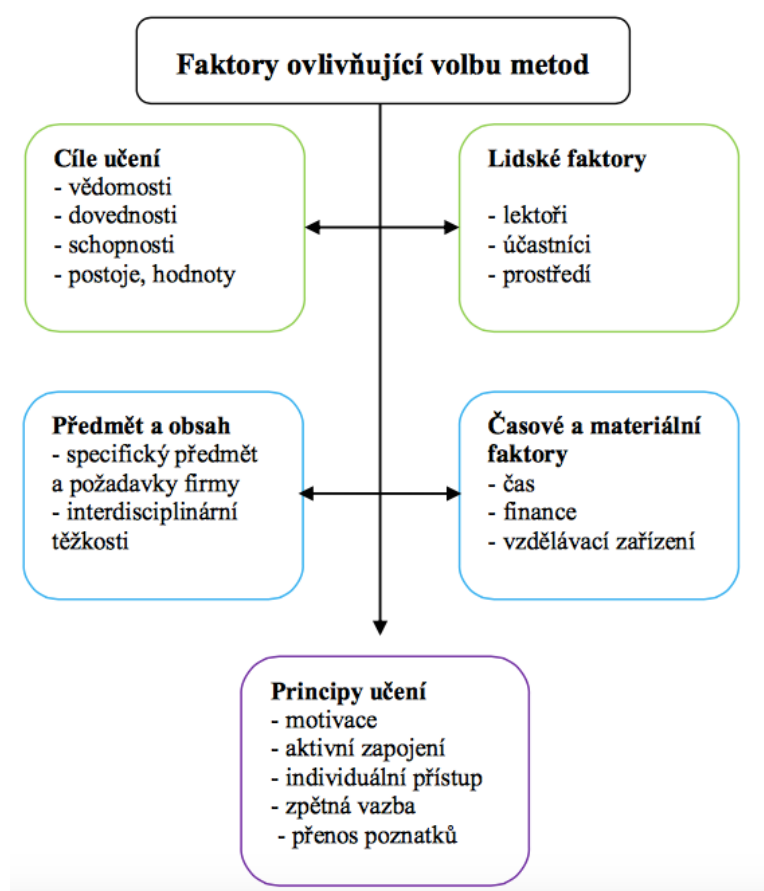 Faktory ovlivňující volbu metod
Cíle učení
- vědomosti
- dovednosti
- schopnosti
- postoje, hodnoty
Lidské faktory
- lektoři
- účastníci
- prostředí
Předmět a obsah
- specifický předmět
a požadavky firmy
- interdisciplinární
těžkosti
Časové a materiální
faktory
- čas
- finance
- vzdělávací zařízení
Principy učení
- motivace
- aktivní zapojení
- individuální přístup
- zpětná vazba
- přenos poznatků